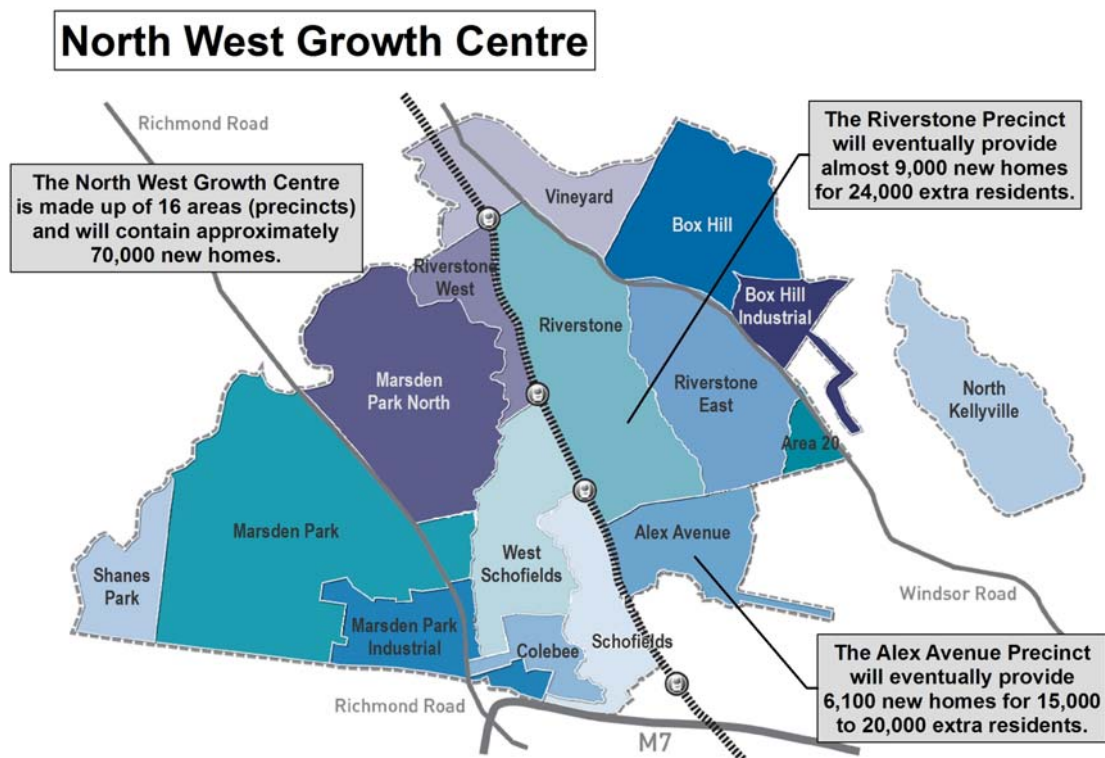 North West Growth Centre
Richmond Road
The North West Growth Centre
is made up of 16 areas (precincts)
and will contain approximately
70,000 new homes.
The Riverstone Precinct
will eventually provide
almost 9,000 new homes
for 24,000 extra residents.
Vineyard
Box Hill
Riverstone
West
Box Hill
Industrial
Riverstone
Marsden
Park North
Riverstone
East
North
Kellyville
Area 20
Marsden Park
Alex Avenue
West
Schofields
Shanes
Park
Windsor Road
Marsden Park
Industrial
Colebee
Schofields
The Alex Avenue Precinct
will eventually provide
6,100 new homes for 15,000
to 20,000 extra residents.
Richmond Road
M7